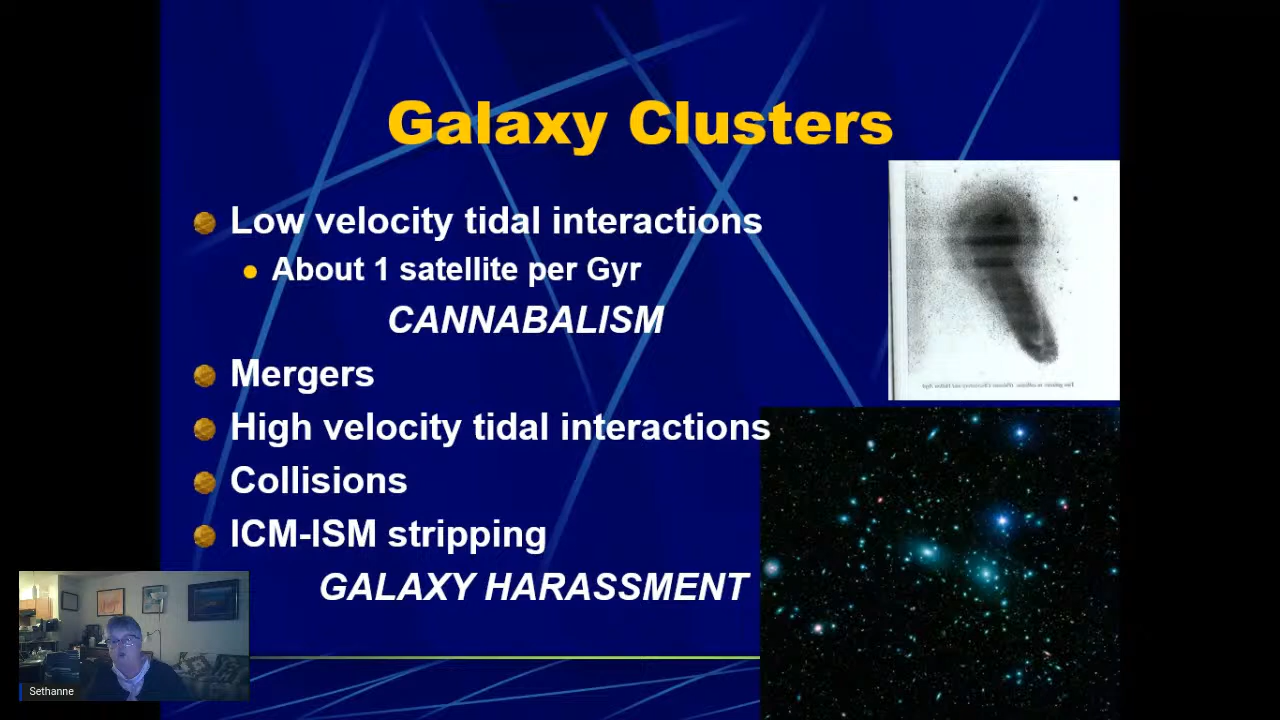 Galaxy Clusters
Low velocity tidal interactions
About 1 satellite per Gyr
CANNABALISM
Mergers
High velocity tidal interactions
Collisions
ICM-ISM stripping
GALAXY HARASSMENT
Sethanne